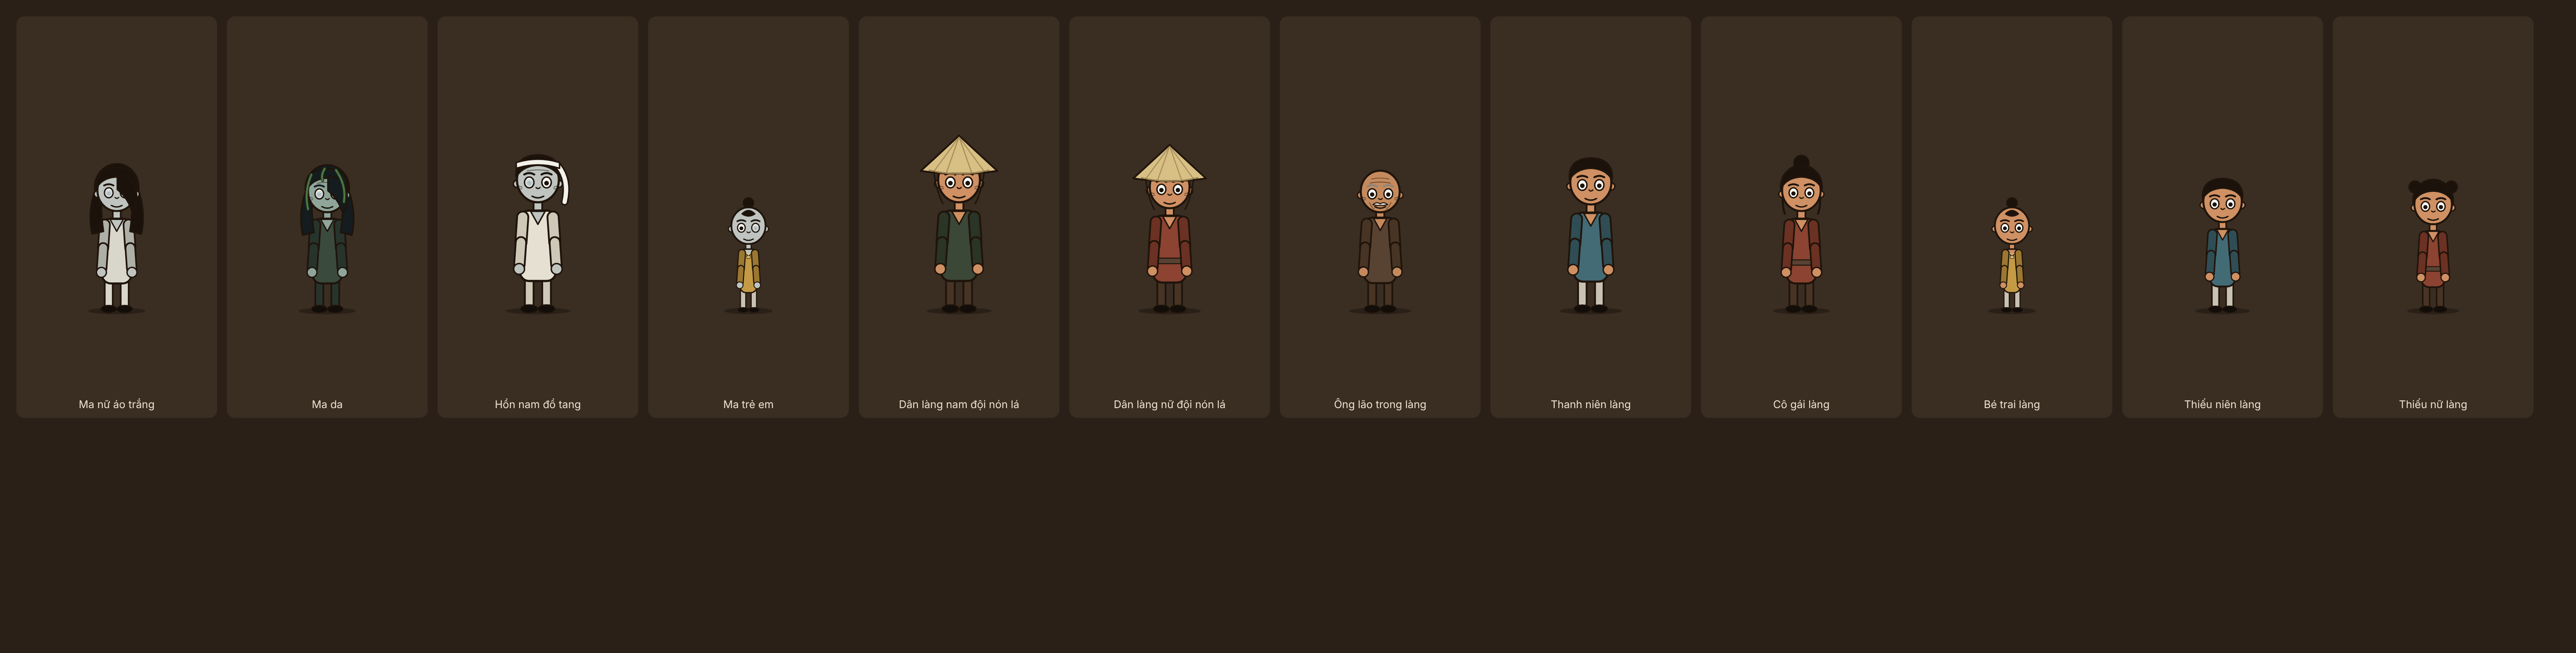 Ma nữ áo trắng
Ma da
Hồn nam đồ tang
Ma trẻ em
Dân làng nam đội nón lá
Dân làng nữ đội nón lá
Ông lão trong làng
Thanh niên làng
Cô gái làng
Bé trai làng
Thiếu niên làng
Thiếu nữ làng